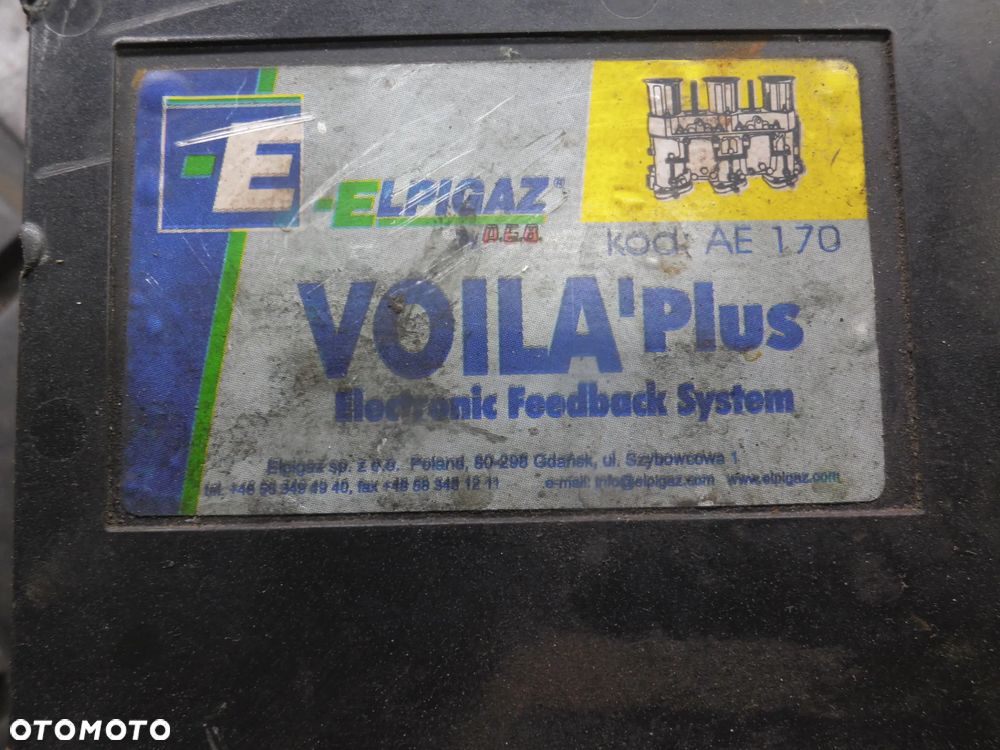 E
ELPIGAZ®
kod: AE 170
VOILA'Plus
Electronic Feedback System
Elpigaz sp. z o.o. Poland, 80-298 Gdańsk, ul. Szybowcowa 1
tel. +48 58 349 49 40, fax +48 58 348 12 11 e-mail: info@elpigaz.com www.elpigaz.com
OTOMOTO